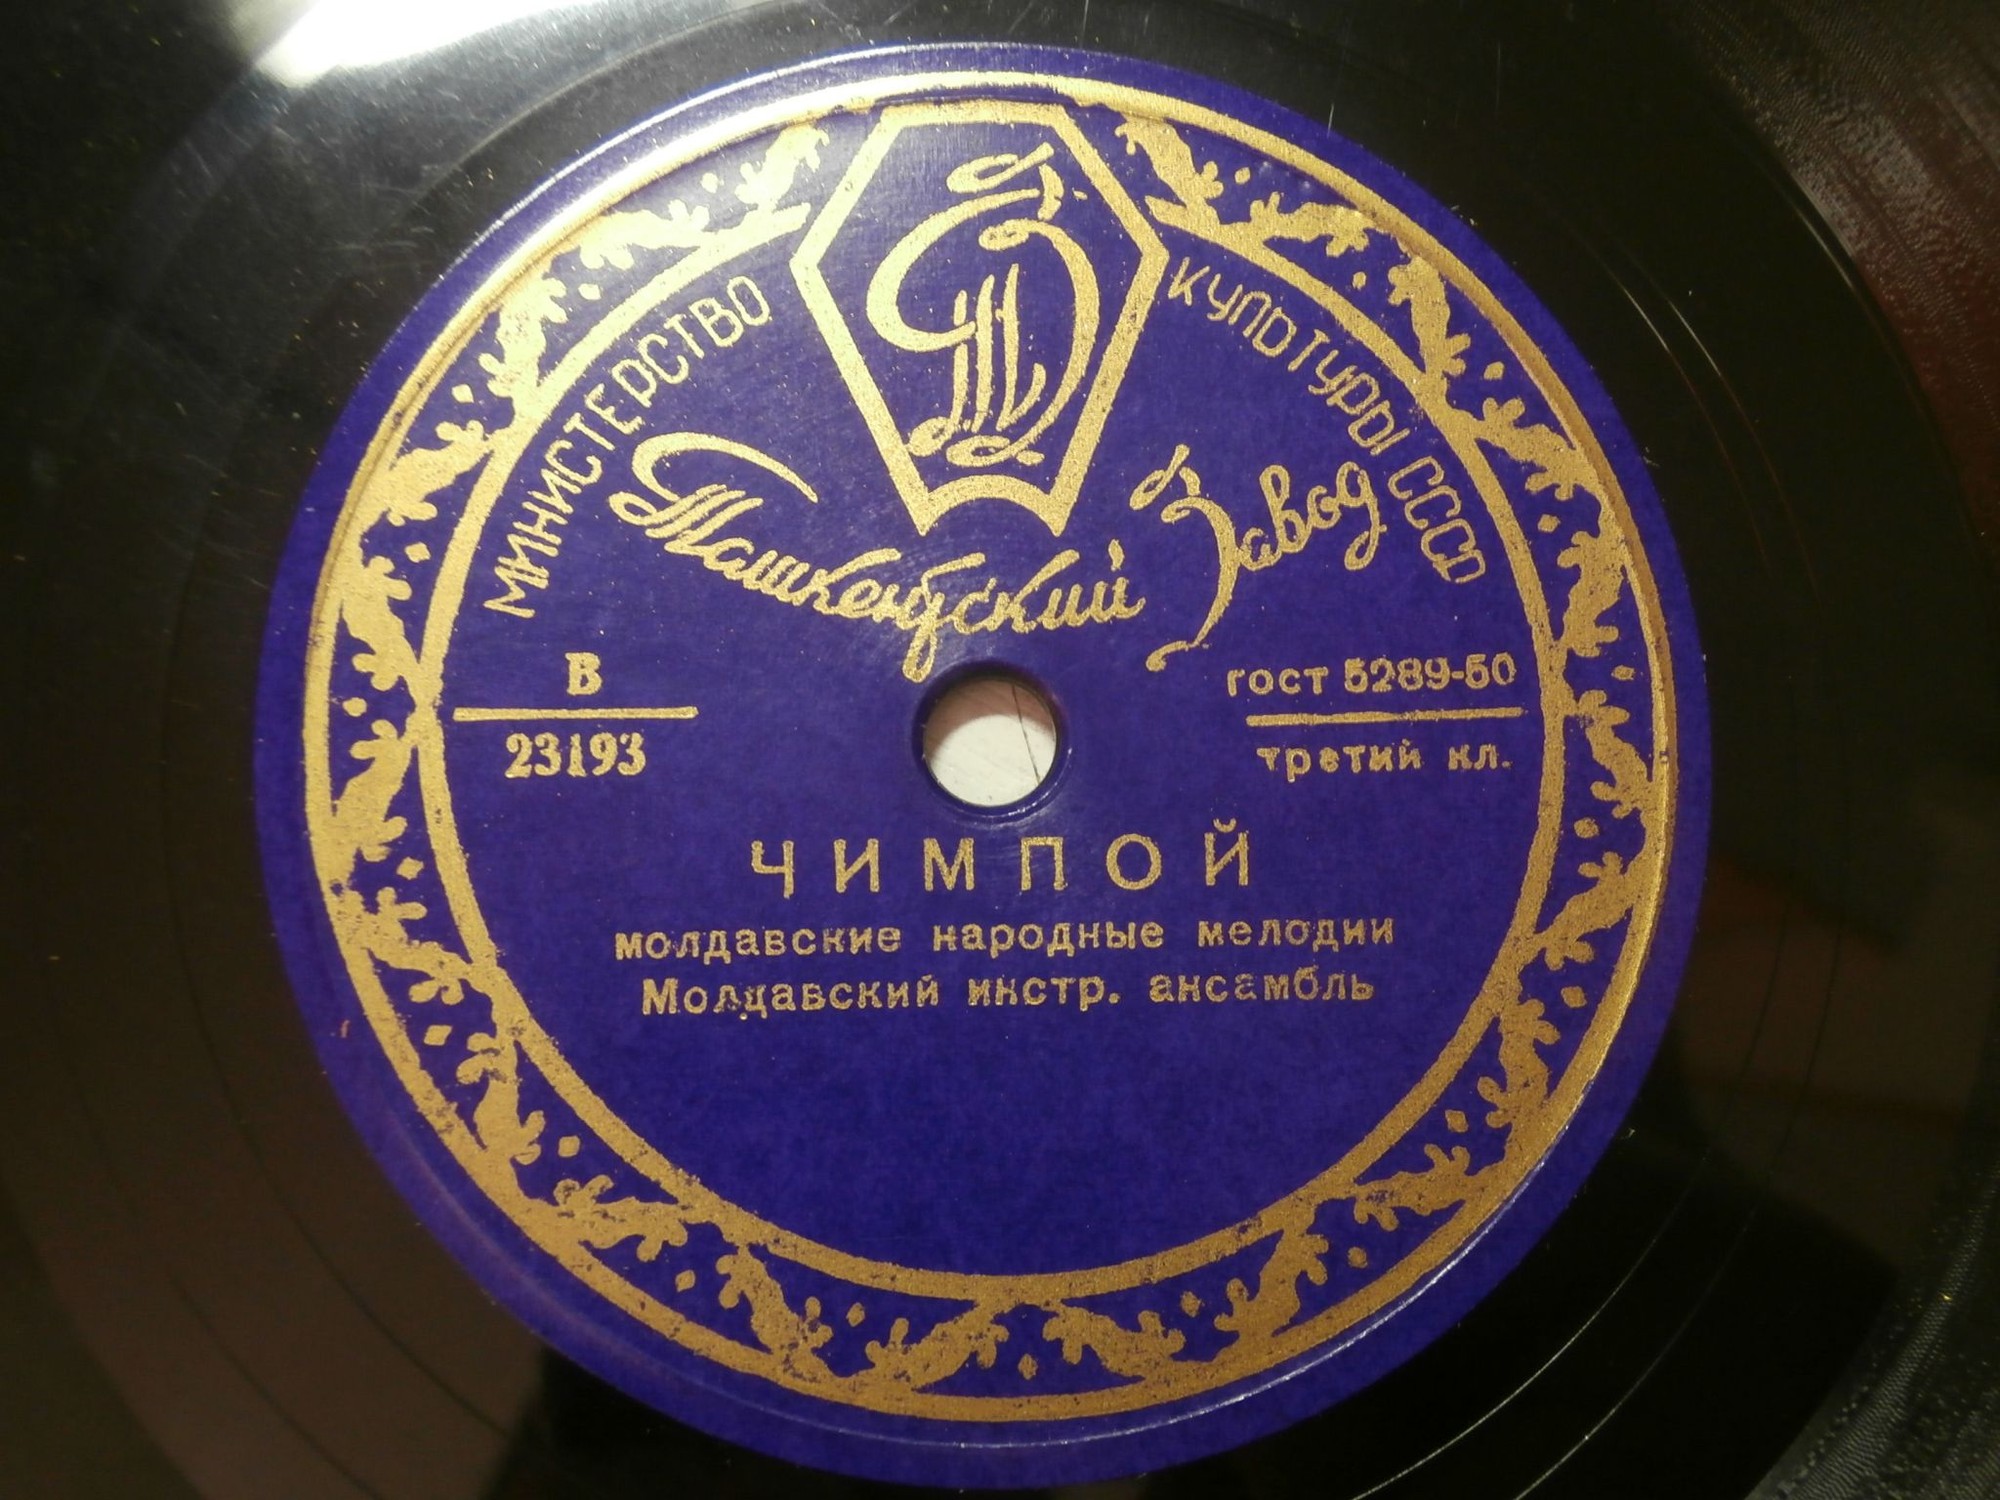 МИНИСТЕРСТВО КУЛЬТУРЫ СССР
Ташкентский Завод
В
23193
гост 5289-50
третий кл.
ЧИМПОЙ
молдавские народные мелодии
Молдавский инстр. ансамбль